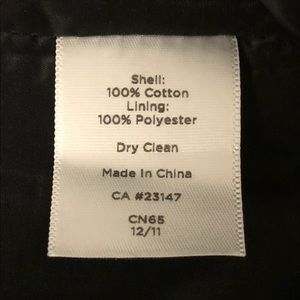 Shell:
100% Cotton
Lining:
100% Polyester
Dry Clean
Made In China
CA #23147
CN65
12/11